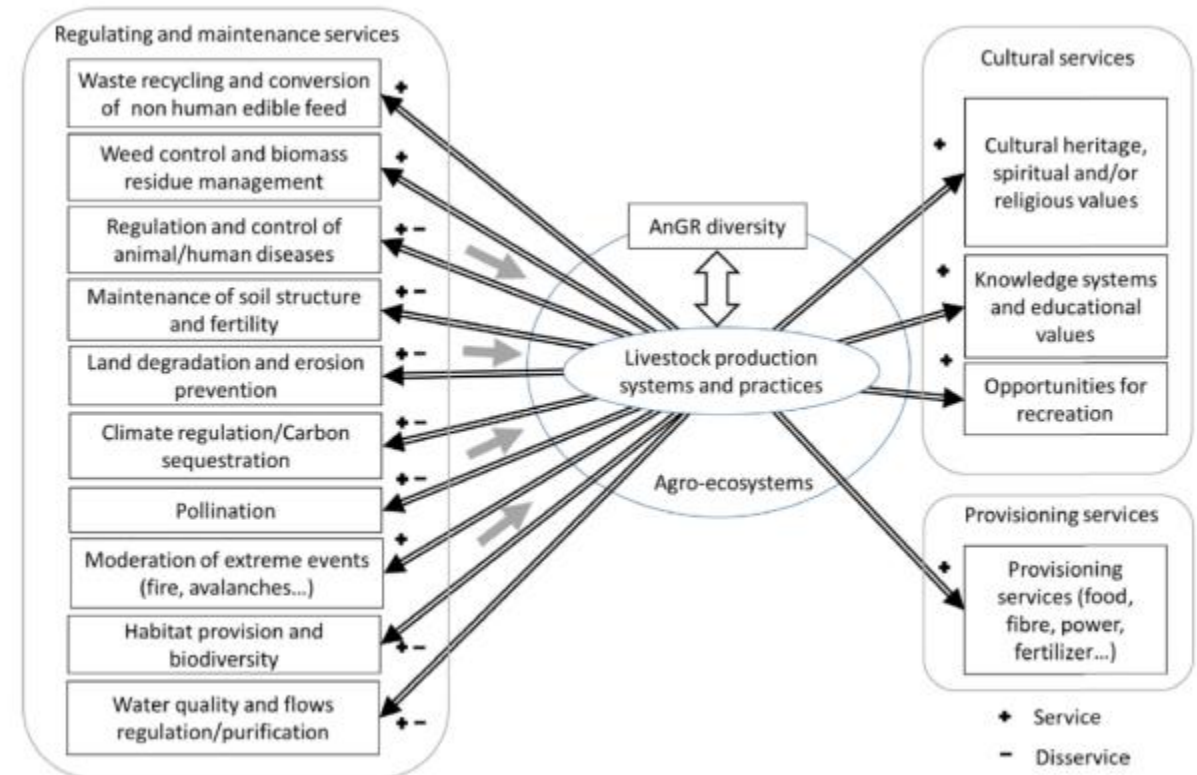 Regulating and maintenance services
Waste recycling and conversion
of non human edible feed
+
Weed control and biomass
residue management
+
Regulation and control of
animal/human diseases
+ −
Maintenance of soil structure
and fertility
+ −
Land degradation and erosion
prevention
+ −
Climate regulation/Carbon
sequestration
+ −
Pollination
+ −
Moderation of extreme events
(fire, avalanches...)
+
Habitat provision and
biodiversity
+ −
Water quality and flows
regulation/purification
+ −
AnGR diversity
Livestock production
systems and practices
Agro-ecosystems
Cultural services
+
Cultural heritage,
spiritual and/or
religious values
+
Knowledge systems
and educational
values
+
Opportunities for
recreation
Provisioning services
+
Provisioning
services (food,
fibre, power,
fertilizer...)
+ Service
− Disservice